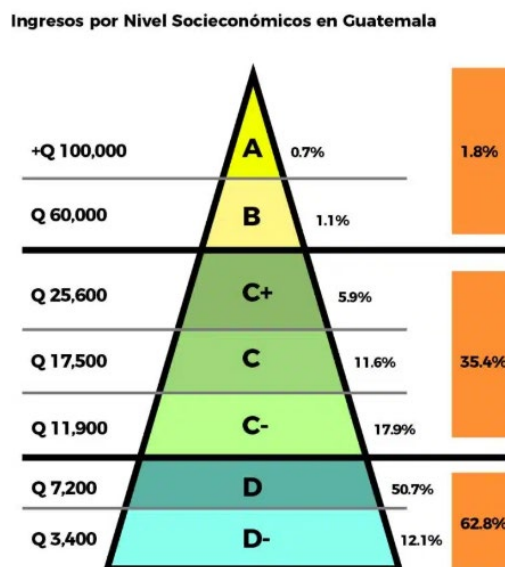 Ingresos por Nivel Socieconómicos en Guatemala
+Q 100,000 A 0.7% 1.8%
Q 60,000 B 1.1%
Q 25,600 C+ 5.9%
Q 17,500 C 11.6% 35.4%
Q 11,900 C- 17.9%
Q 7,200 D 50.7%
Q 3,400 D- 12.1% 62.8%